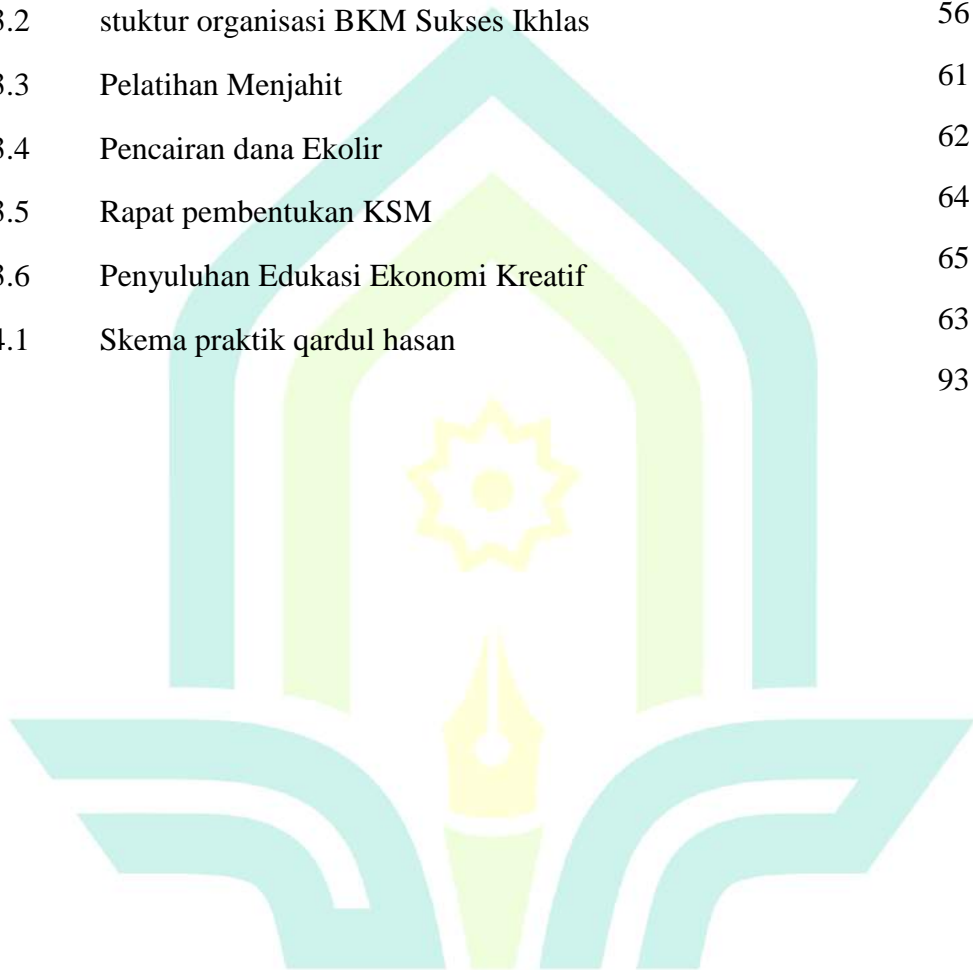 3.2 stuktur organisasi BKM Sukses Ikhlas 56
3.3 Pelatihan Menjahit 61
3.4 Pencairan dana Ekolir 62
3.5 Rapat pembentukan KSM 64
3.6 Penyuluhan Edukasi Ekonomi Kreatif 65
4.1 Skema praktik qardul hasan 63
93